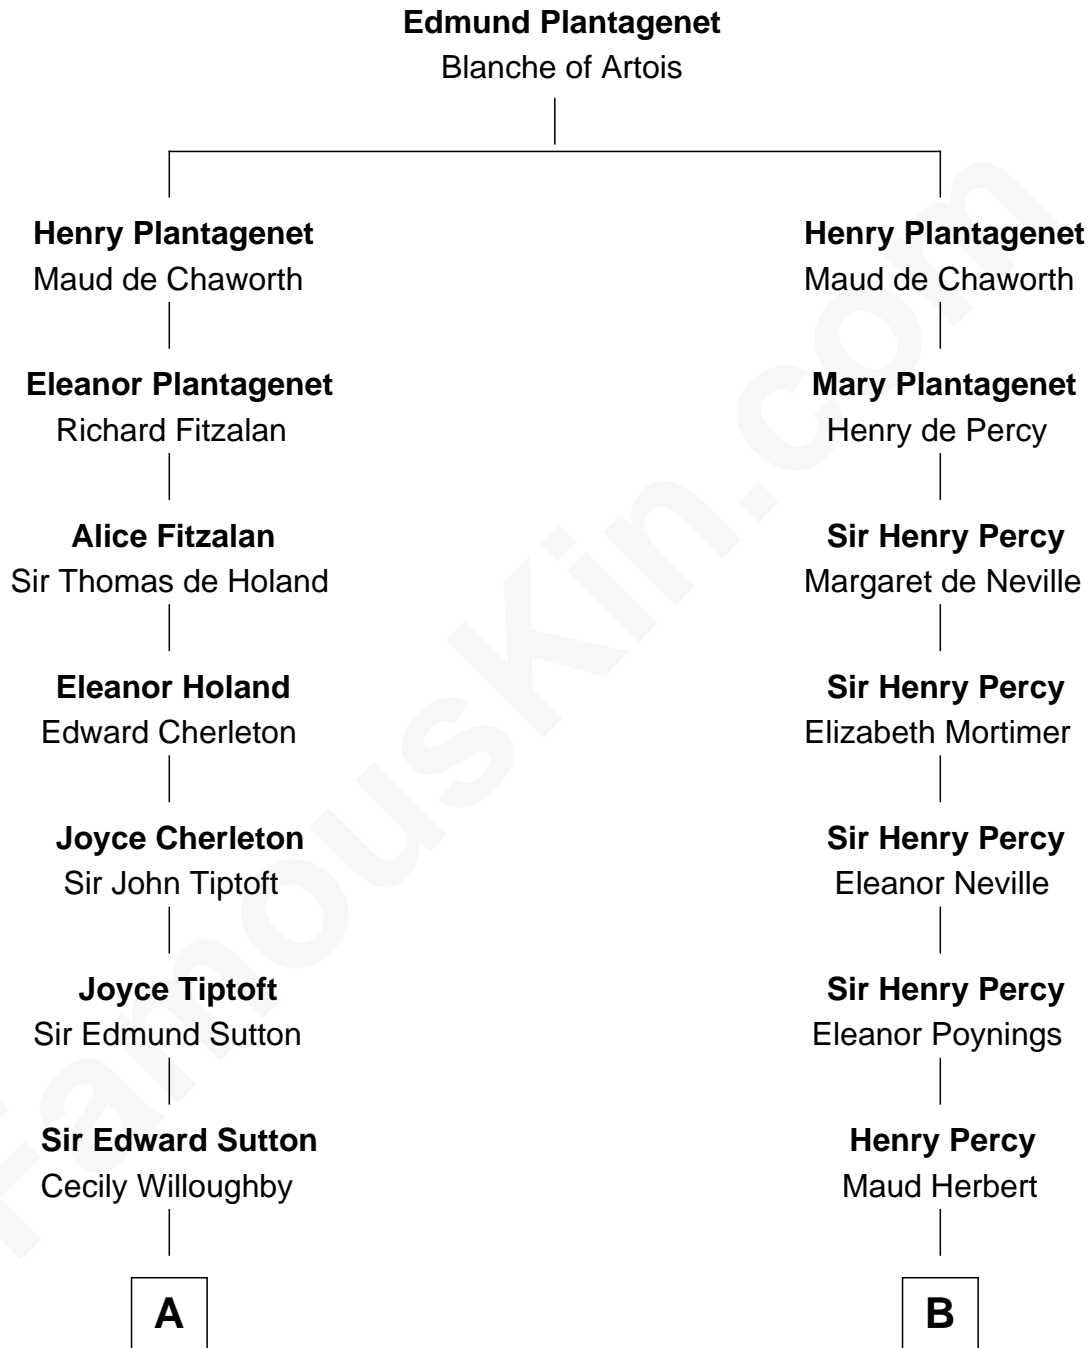 Edmund Plantagenet
Blanche of Artois
Henry Plantagenet
Maud de Chaworth
Henry Plantagenet
Maud de Chaworth
Eleanor Plantagenet
Richard Fitzalan
Mary Plantagenet
Henry de Percy
Alice Fitzalan
Sir Thomas de Holand
Sir Henry Percy
Margaret de Neville
Eleanor Holand
Edward Cherleton
Sir Henry Percy
Elizabeth Mortimer
Joyce Cherleton
Sir John Tiptoft
Sir Henry Percy
Eleanor Neville
Joyce Tiptoft
Sir Edmund Sutton
Sir Henry Percy
Eleanor Poynings
Sir Edward Sutton
Cecily Willoughby
Henry Percy
Maud Herbert
A
B
FamousKin.com